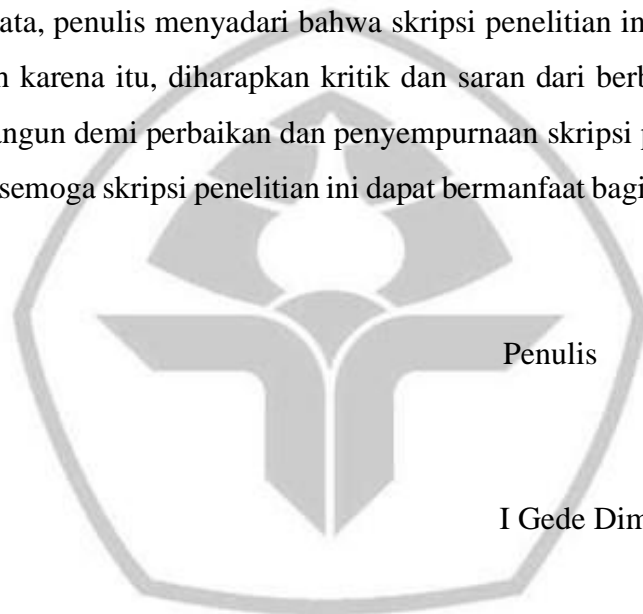 ata, penulis menyadari bahwa skripsi penelitian in
n karena itu, diharapkan kritik dan saran dari berb
angun demi perbaikan dan penyempurnaan skripsi p
semoga skripsi penelitian ini dapat bermanfaat bagi
Penulis
I Gede Dim